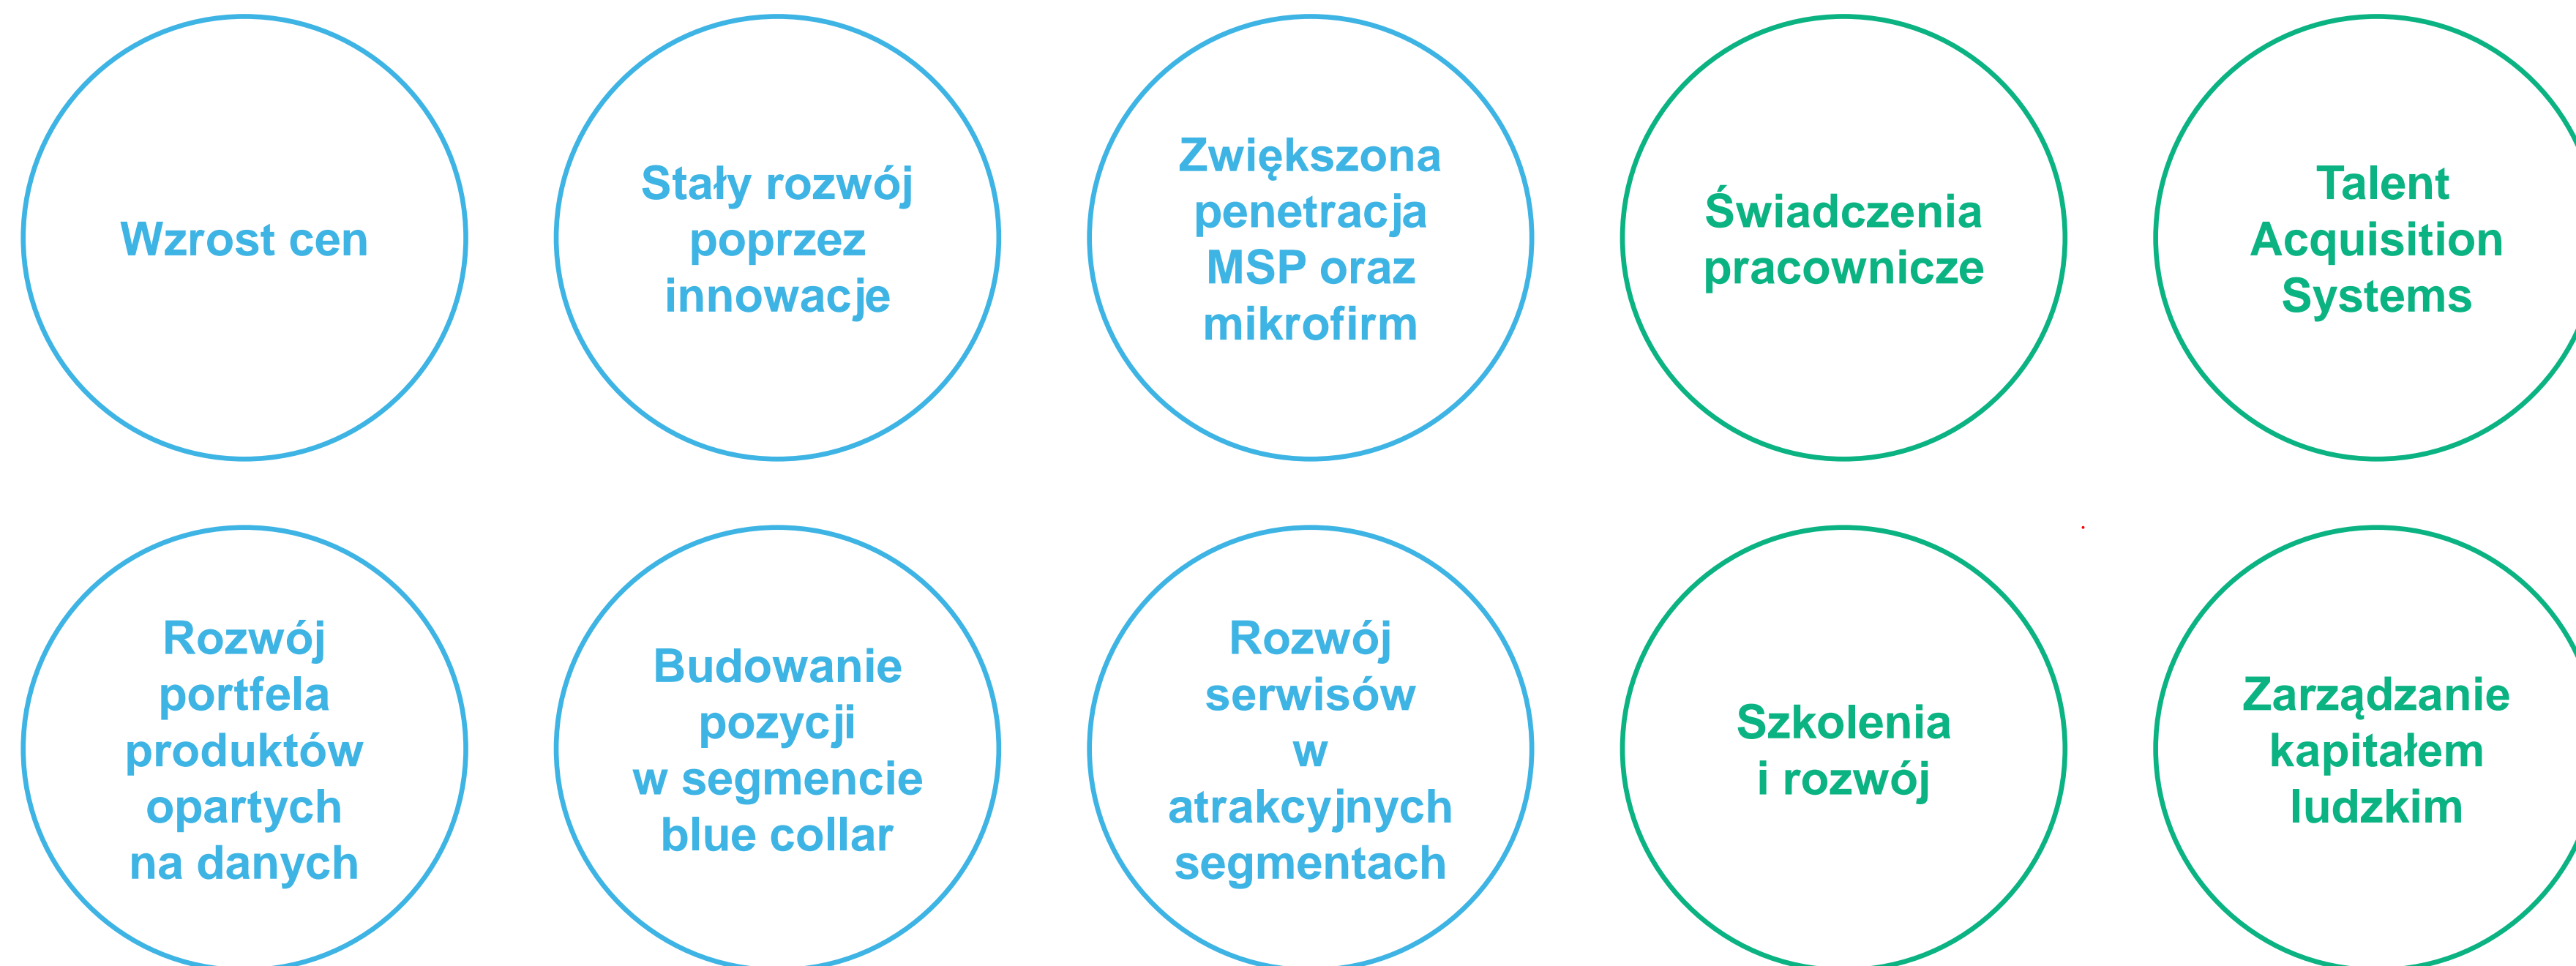 Wzrost cen
Stały rozwój
poprzez
innowacje
Zwiększona
penetracja
MSP oraz
mikrofirm
Świadczenia
pracownicze
Talent
Acquisition
Systems
Rozwój
portfela
produktów
opartych
na danych
Budowanie
pozycji
w segmencie
blue collar
Rozwój
serwisów
w
atrakcyjnych
segmentach
Szkolenia
i rozwój
Zarządzanie
kapitałem
ludzkim